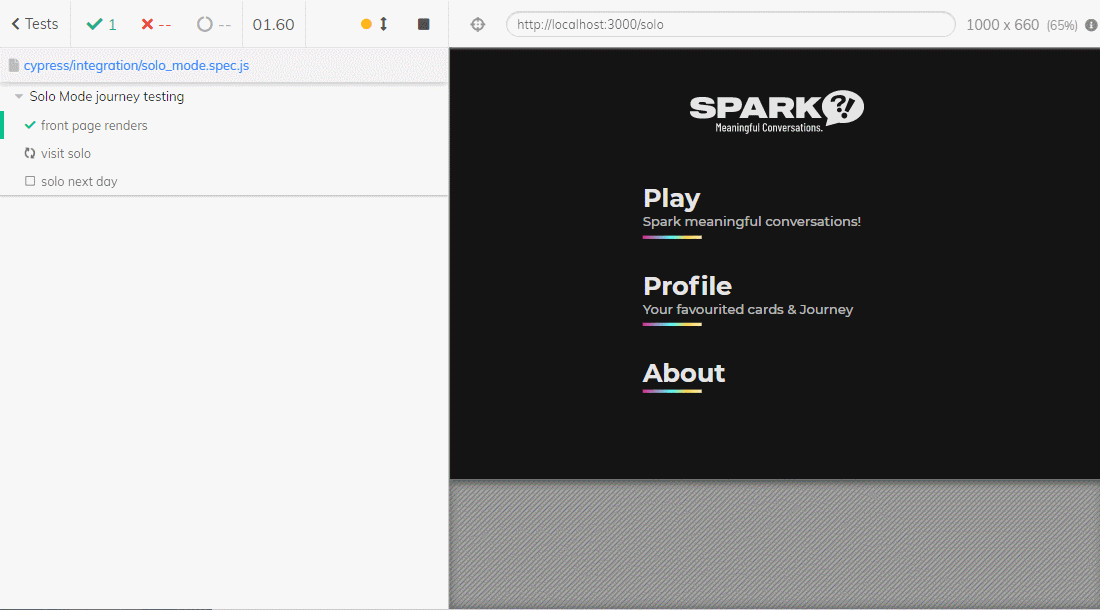 Tests
1
--
--
01.60
http://localhost:3000/solo
1000 x 660 (65%)
cypress/integration/solo_mode.spec.js
Solo Mode journey testing
front page renders
visit solo
solo next day
SPARK?!
Meaningful Conversations.
Play
Spark meaningful conversations!
Profile
Your favourited cards & Journey
About